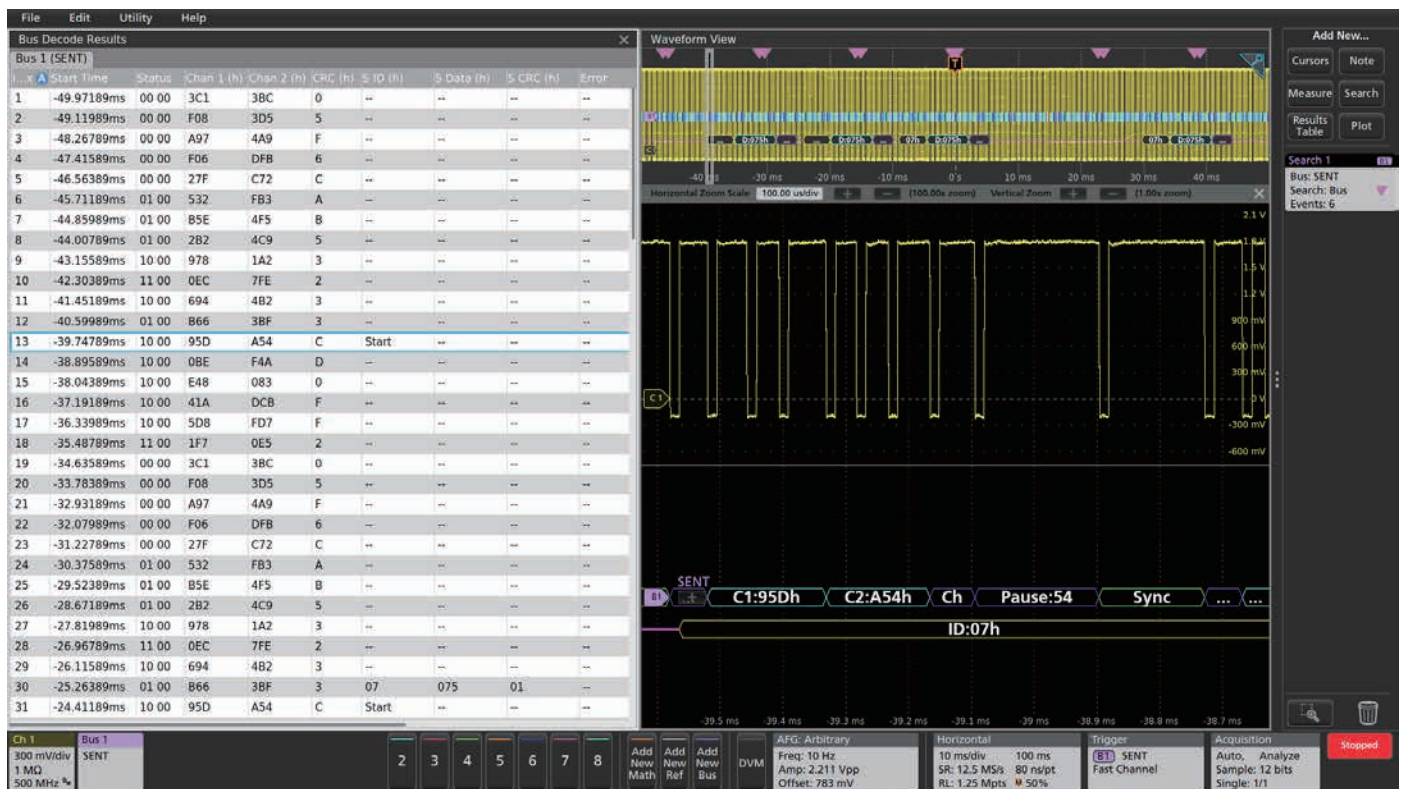 File Edit Utility Help
Bus Decode Results
Bus 1 (SENT)
Start Time Status Chan 1 (h) Chan 2 (h) CRC (h) S ID (h) S Data (h) S CRC (h) Error
1 -49.97189ms 00 00 3C1 3BC 0 -- -- -- --
2 -49.11989ms 00 00 F08 3D5 5 -- -- -- --
3 -48.26789ms 00 00 A97 4A9 F -- -- -- --
4 -47.41589ms 00 00 F06 DFB 6 -- -- -- --
5 -46.56389ms 00 00 27F C72 C -- -- -- --
6 -45.71189ms 01 00 532 FB3 A -- -- -- --
7 -44.85989ms 01 00 B5E 4F5 B -- -- -- --
8 -44.00789ms 01 00 2B2 4C9 5 -- -- -- --
9 -43.15589ms 10 00 978 1A2 3 -- -- -- --
10 -42.30389ms 11 00 0EC 7FE 2 -- -- -- --
11 -41.45189ms 10 00 694 4B2 3 -- -- -- --
12 -40.59989ms 01 00 B66 3BF 3 -- -- -- --
13 -39.74789ms 10 00 95D A54 C Start -- -- --
14 -38.89589ms 10 00 0BE F4A D -- -- -- --
15 -38.04389ms 10 00 E48 083 0 -- -- -- --
16 -37.19189ms 10 00 41A DCB F -- -- -- --
17 -36.33989ms 10 00 5D8 FD7 F -- -- -- --
18 -35.48789ms 11 00 1F7 0E5 2 -- -- -- --
19 -34.63589ms 00 00 3C1 3BC 0 -- -- -- --
20 -33.78389ms 00 00 F08 3D5 5 -- -- -- --
21 -32.93189ms 00 00 A97 4A9 F -- -- -- --
22 -32.07989ms 00 00 F06 DFB 6 -- -- -- --
23 -31.22789ms 00 00 27F C72 C -- -- -- --
24 -30.37589ms 01 00 532 FB3 A -- -- -- --
25 -29.52389ms 01 00 B5E 4F5 B -- -- -- --
26 -28.67189ms 01 00 2B2 4C9 5 -- -- -- --
27 -27.81989ms 10 00 978 1A2 3 -- -- -- --
28 -26.96789ms 11 00 0EC 7FE 2 -- -- -- --
29 -26.11589ms 10 00 694 4B2 3 -- -- -- --
30 -25.26389ms 01 00 B66 3BF 3 07 075 01 --
31 -24.41189ms 10 00 95D A54 C Start -- -- --
Waveform View
T
... D:075h ... ... D:075h ... 07h D:075h ... 07h D:075h ...
-30 ms -20 ms -10 ms 0 s 10 ms 20 ms 30 ms 40 ms
Horizontal Zoom Scale 100.00 us/div + — (100.00x zoom) Vertical Zoom + — (1.00x zoom)
2.1 V
1.8 V
1.5 V
1.2 V
900 mV
600 mV
300 mV
C1 0 V
-300 mV
-600 mV
SENT
B1 ..+ C1:95Dh C2:A54h Ch Pause:54 Sync ... ...
ID:07h
-39.5 ms -39.4 ms -39.3 ms -39.2 ms -39.1 ms -39 ms -38.9 ms -38.8 ms -38.7 ms
Add New...
Cursors Note
Measure Search
Results Table Plot
Search 1 B1
Bus: SENT
Search: Bus
Events: 6
Ch 1
300 mV/div
1 MΩ
500 MHz
Bus 1
SENT
2 3 4 5 6 7 8
Add New Math
Add New Ref
Add New Bus
DVM
AFG: Arbitrary
Freq: 10 Hz
Amp: 2.211 Vpp
Offset: 783 mV
Horizontal
10 ms/div 100 ms
SR: 12.5 MS/s 80 ns/pt
RL: 1.25 Mpts 50%
Trigger
B1 SENT
Fast Channel
Acquisition
Auto, Analyze
Sample: 12 bits
Single: 1/1
Stopped